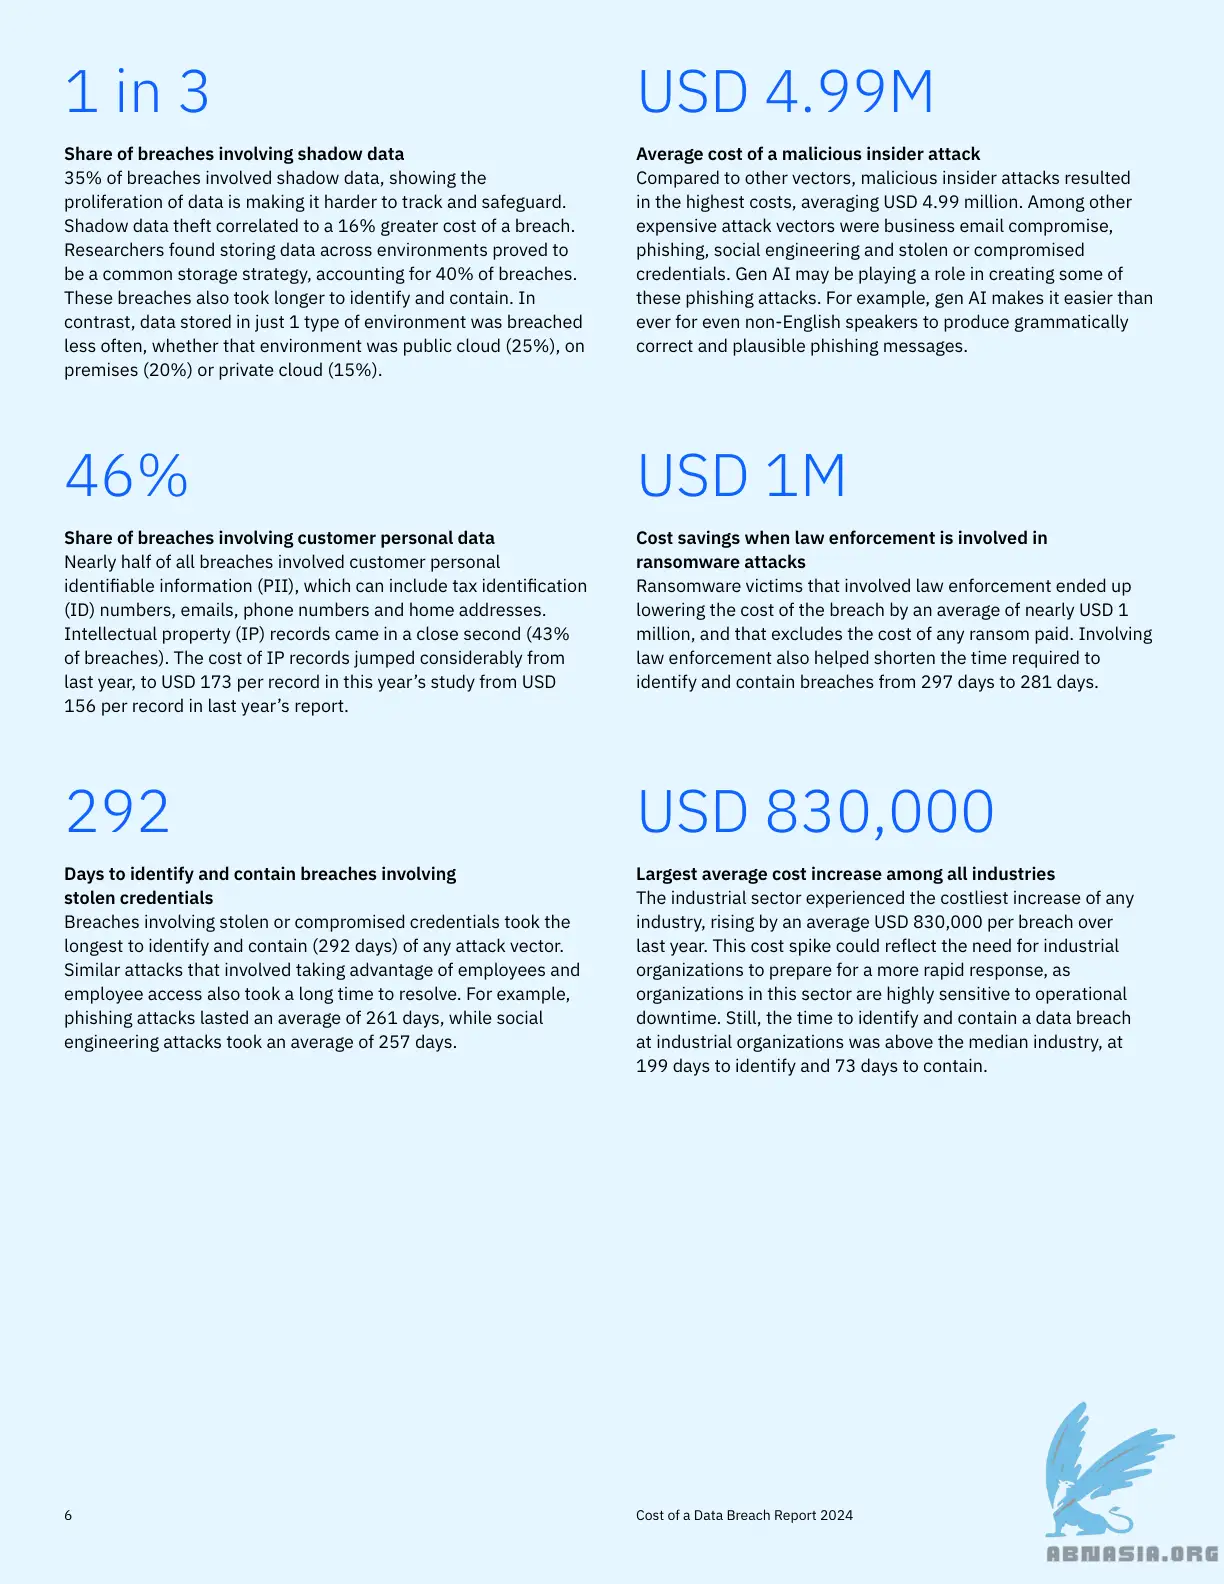 1 in 3
Share of breaches involving shadow data
35% of breaches involved shadow data, showing the
proliferation of data is making it harder to track and safeguard.
Shadow data theft correlated to a 16% greater cost of a breach.
Researchers found storing data across environments proved to
be a common storage strategy, accounting for 40% of breaches.
These breaches also took longer to identify and contain. In
contrast, data stored in just 1 type of environment was breached
less often, whether that environment was public cloud (25%), on
premises (20%) or private cloud (15%).
46%
Share of breaches involving customer personal data
Nearly half of all breaches involved customer personal
identifiable information (PII), which can include tax identification
(ID) numbers, emails, phone numbers and home addresses.
Intellectual property (IP) records came in a close second (43%
of breaches). The cost of IP records jumped considerably from
last year, to USD 173 per record in this year’s study from USD
156 per record in last year’s report.
292
Days to identify and contain breaches involving
stolen credentials
Breaches involving stolen or compromised credentials took the
longest to identify and contain (292 days) of any attack vector.
Similar attacks that involved taking advantage of employees and
employee access also took a long time to resolve. For example,
phishing attacks lasted an average of 261 days, while social
engineering attacks took an average of 257 days.
USD 4.99M
Average cost of a malicious insider attack
Compared to other vectors, malicious insider attacks resulted
in the highest costs, averaging USD 4.99 million. Among other
expensive attack vectors were business email compromise,
phishing, social engineering and stolen or compromised
credentials. Gen AI may be playing a role in creating some of
these phishing attacks. For example, gen AI makes it easier than
ever for even non-English speakers to produce grammatically
correct and plausible phishing messages.
USD 1M
Cost savings when law enforcement is involved in
ransomware attacks
Ransomware victims that involved law enforcement ended up
lowering the cost of the breach by an average of nearly USD 1
million, and that excludes the cost of any ransom paid. Involving
law enforcement also helped shorten the time required to
identify and contain breaches from 297 days to 281 days.
USD 830,000
Largest average cost increase among all industries
The industrial sector experienced the costliest increase of any
industry, rising by an average USD 830,000 per breach over
last year. This cost spike could reflect the need for industrial
organizations to prepare for a more rapid response, as
organizations in this sector are highly sensitive to operational
downtime. Still, the time to identify and contain a data breach
at industrial organizations was above the median industry, at
199 days to identify and 73 days to contain.
6
Cost of a Data Breach Report 2024
ABNASIA.ORG